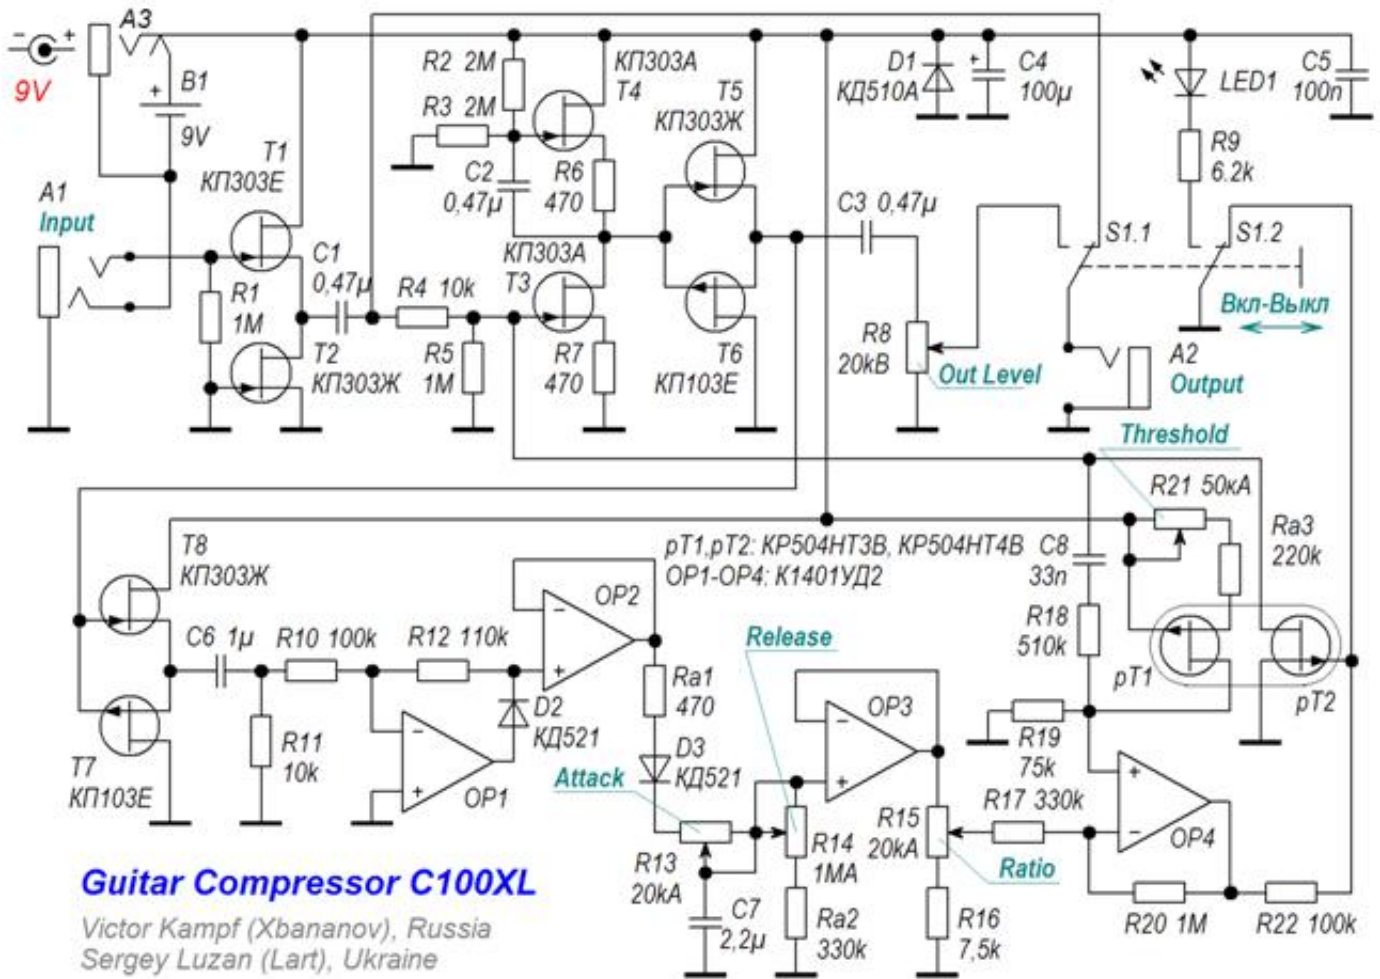 A3
− +
9V
B1
+
9V
A1
Input
T1
КП303Е
R1
1M
T2
КП303Ж
C1
0,47μ
R2 2M
R3 2M
C2
0,47μ
КП303А
T4
R6
470
КП303А
T3
R4 10k
R5
1M
R7
470
T5
КП303Ж
T6
КП103Е
C3 0,47μ
R8
20kB
Out Level
D1
КД510А
+
C4
100μ
LED1
R9
6.2k
C5
100n
S1.1
S1.2
Вкл-Выкл
A2
Output
Threshold
R21 50кА
Ra3
220k
pT1,pT2: КР504НТ3В, КР504НТ4В
OP1-OP4: К1401УД2
C8
33n
R18
510k
pT1
pT2
T8
КП303Ж
T7
КП103Е
C6 1μ
R10 100k
R11
10k
R12 110k
−
+
OP1
D2
КД521
−
+
OP2
Ra1
470
D3
КД521
Attack
Release
R13
20kA
C7
2,2μ
R14
1MA
Ra2
330k
−
+
OP3
R15
20kA
Ratio
R16
7,5k
R17 330k
R19
75k
+
−
OP4
R20 1M
R22 100k
Guitar Compressor C100XL
Victor Kampf (Xbananov), Russia
Sergey Luzan (Lart), Ukraine